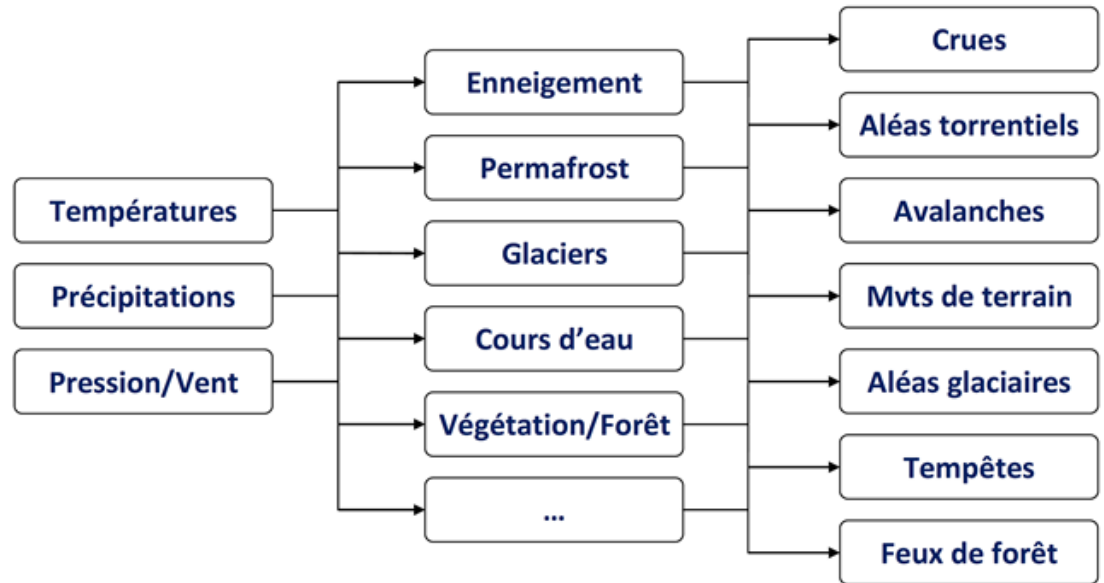 Températures
Précipitations
Pression/Vent
Enneigement
Permafrost
Glaciers
Cours d’eau
Végétation/Forêt
...
Crues
Aléas torrentiels
Avalanches
Mvts de terrain
Aléas glaciaires
Tempêtes
Feux de forêt